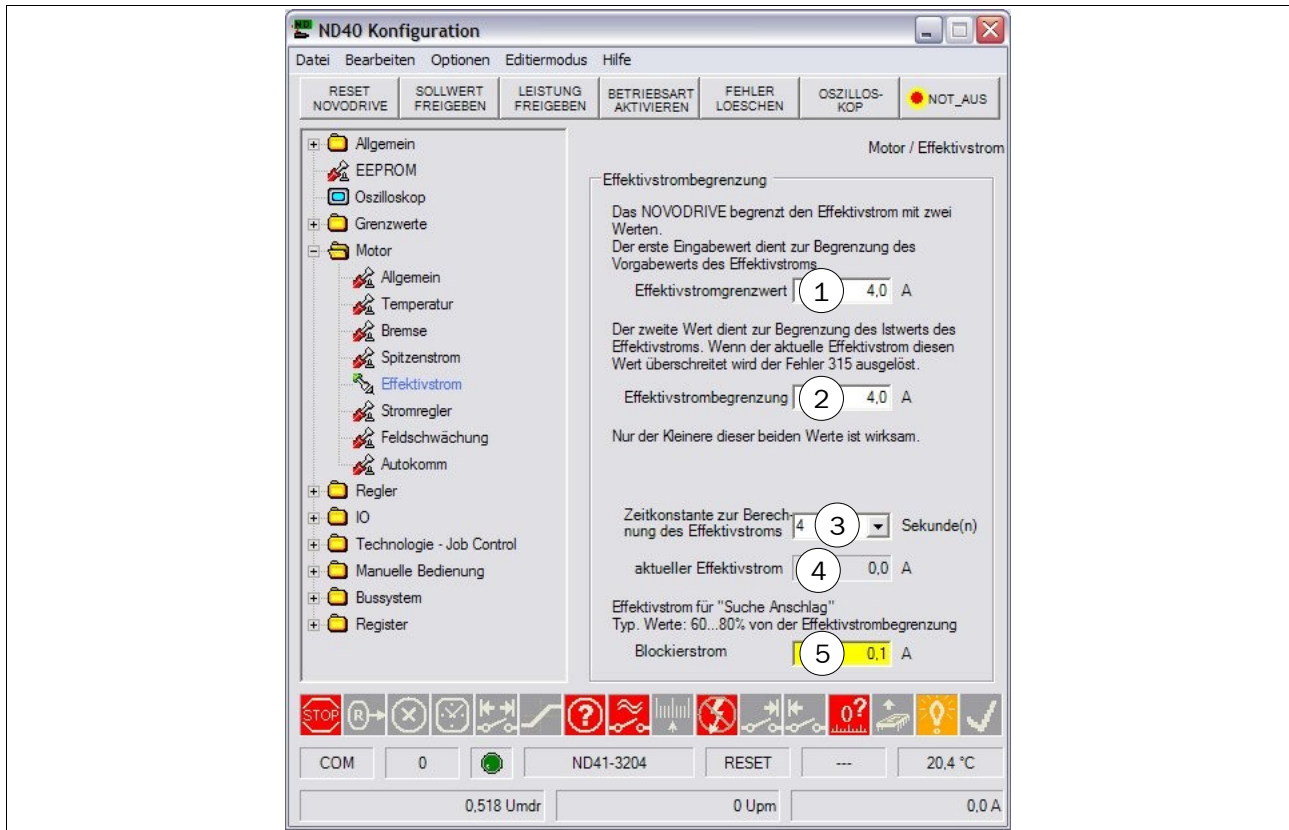 ND40 Konfiguration
Datei Bearbeiten Optionen Editiermodus Hilfe
RESET NOVODRIVE
SOLLWERT FREIGEBEN
LEISTUNG FREIGEBEN
BETRIEBSART AKTIVIEREN
FEHLER LOESCHEN
OSZILLOS- KOP
NOT_AUS
Allgemein
EEPROM
Oszilloskop
Grenzwerte
Motor
Allgemein
Temperatur
Bremse
Spitzenstrom
Effektivstrom
Stromregler
Feldschwächung
Autokomm
Regler
IO
Technologie - Job Control
Manuelle Bedienung
Bussystem
Register
Motor / Effektivstrom
Effektivstrombegrenzung
Das NOVODRIVE begrenzt den Effektivstrom mit zwei
Werten.
Der erste Eingabewert dient zur Begrenzung des
Vorgabewerts des Effektivstroms
Effektivstromgrenzwert 1 4,0 A
Der zweite Wert dient zur Begrenzung des Istwerts des
Effektivstroms. Wenn der aktuelle Effektivstrom diesen
Wert überschreitet wird der Fehler 315 ausgelöst.
Effektivstrombegrenzung 2 4,0 A
Nur der Kleinere dieser beiden Werte ist wirksam.
Zeitkonstante zur Berech-
nung des Effektivstroms 4 3 Sekunde(n)
aktueller Effektivstrom 4 0,0 A
Effektivstrom für "Suche Anschlag"
Typ. Werte: 60...80% von der Effektivstrombegrenzung
Blockierstrom 5 0,1 A
STOP R ? 0?
COM 0 ND41-3204 RESET --- 20,4 °C
0,518 Umdr 0 Upm 0,0 A